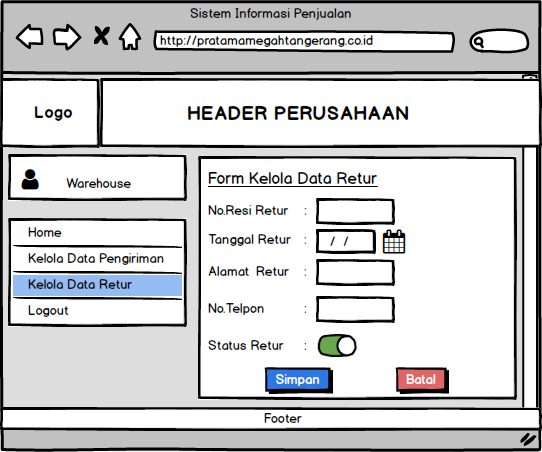 Sistem Informasi Penjualan
http://pratamamegahtangerang.co.id
Logo
HEADER PERUSAHAAN
Warehouse
Home
Kelola Data Pengiriman
Kelola Data Retur
Logout
Form Kelola Data Retur
No.Resi Retur :
Tanggal Retur : / /
Alamat Retur :
No.Telpon :
Status Retur :
Simpan
Batal
Footer